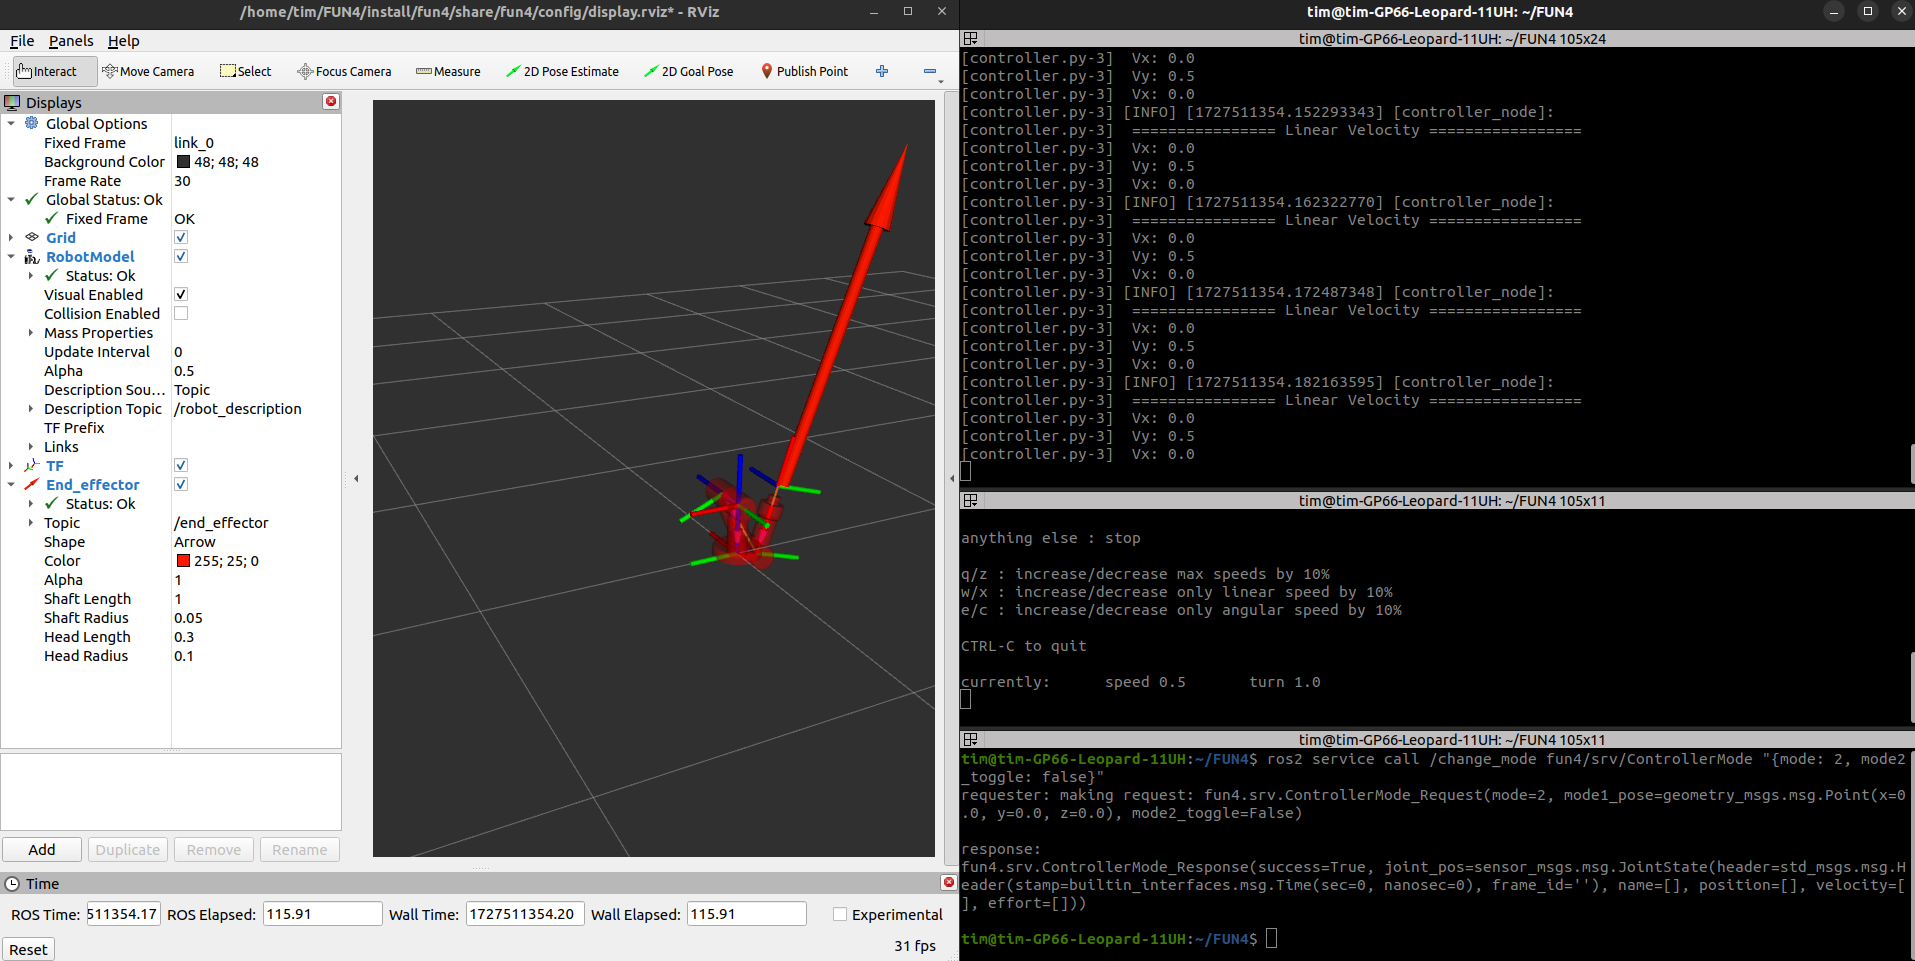 /home/tim/FUN4/install/fun4/share/fun4/config/display.rviz* - RViz
File Panels Help
Interact Move Camera Select Focus Camera Measure 2D Pose Estimate 2D Goal Pose Publish Point
Displays
Global Options
Fixed Frame link_0
Background Color 48; 48; 48
Frame Rate 30
Global Status: Ok
Fixed Frame OK
Grid
RobotModel
Status: Ok
Visual Enabled
Collision Enabled
Mass Properties
Update Interval 0
Alpha 0.5
Description Sou... Topic
Description Topic /robot_description
TF Prefix
Links
TF
End_effector
Status: Ok
Topic /end_effector
Shape Arrow
Color 255; 25; 0
Alpha 1
Shaft Length 1
Shaft Radius 0.05
Head Length 0.3
Head Radius 0.1
Add Duplicate Remove Rename
Time
ROS Time: 511354.17 ROS Elapsed: 115.91 Wall Time: 1727511354.20 Wall Elapsed: 115.91 Experimental
Reset 31 fps
tim@tim-GP66-Leopard-11UH: ~/FUN4
tim@tim-GP66-Leopard-11UH: ~/FUN4 105x24
[controller.py-3] Vx: 0.0
[controller.py-3] Vy: 0.5
[controller.py-3] Vx: 0.0
[controller.py-3] [INFO] [1727511354.152293343] [controller_node]:
[controller.py-3] ================ Linear Velocity =================
[controller.py-3] Vx: 0.0
[controller.py-3] Vy: 0.5
[controller.py-3] Vx: 0.0
[controller.py-3] [INFO] [1727511354.162322770] [controller_node]:
[controller.py-3] ================ Linear Velocity =================
[controller.py-3] Vx: 0.0
[controller.py-3] Vy: 0.5
[controller.py-3] Vx: 0.0
[controller.py-3] [INFO] [1727511354.172487348] [controller_node]:
[controller.py-3] ================ Linear Velocity =================
[controller.py-3] Vx: 0.0
[controller.py-3] Vy: 0.5
[controller.py-3] Vx: 0.0
[controller.py-3] [INFO] [1727511354.182163595] [controller_node]:
[controller.py-3] ================ Linear Velocity =================
[controller.py-3] Vx: 0.0
[controller.py-3] Vy: 0.5
[controller.py-3] Vx: 0.0
tim@tim-GP66-Leopard-11UH: ~/FUN4 105x11
anything else : stop
q/z : increase/decrease max speeds by 10%
w/x : increase/decrease only linear speed by 10%
e/c : increase/decrease only angular speed by 10%
CTRL-C to quit
currently: speed 0.5 turn 1.0
tim@tim-GP66-Leopard-11UH: ~/FUN4 105x11
tim@tim-GP66-Leopard-11UH:~/FUN4$ ros2 service call /change_mode fun4/srv/ControllerMode "{mode: 2, mode2
_toggle: false}"
requester: making request: fun4.srv.ControllerMode_Request(mode=2, mode1_pose=geometry_msgs.msg.Point(x=0
.0, y=0.0, z=0.0), mode2_toggle=False)
response:
fun4.srv.ControllerMode_Response(success=True, joint_pos=sensor_msgs.msg.JointState(header=std_msgs.msg.H
eader(stamp=builtin_interfaces.msg.Time(sec=0, nanosec=0), frame_id=''), name=[], position=[], velocity=[
], effort=[]))
tim@tim-GP66-Leopard-11UH:~/FUN4$